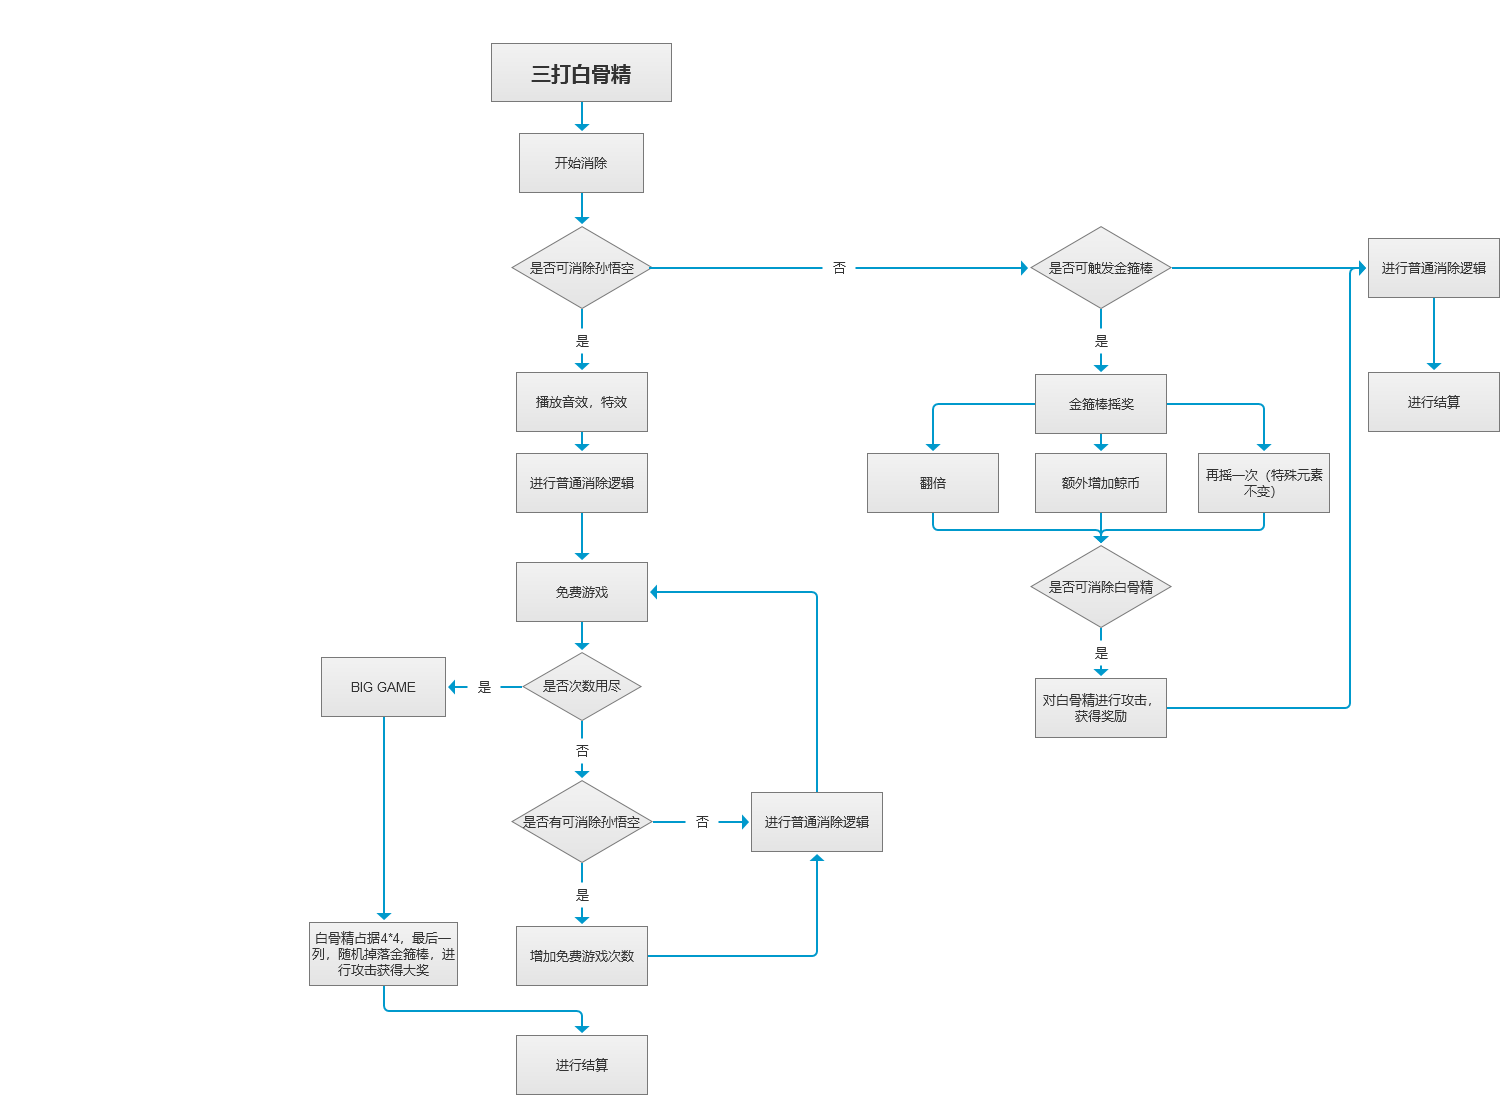 三打白骨精
开始消除
是否可消除孙悟空
否
是否可触发金箍棒
进行普通消除逻辑
是
是
播放音效，特效
金箍棒摇奖
进行结算
进行普通消除逻辑
翻倍
额外增加鲸币
再摇一次（特殊元素
不变）
免费游戏
是否可消除白骨精
是
BIG GAME
是
是否次数用尽
对白骨精进行攻击，
获得奖励
否
是否有可消除孙悟空
否
进行普通消除逻辑
是
白骨精占据4*4，最后一
列，随机掉落金箍棒，进
行攻击获得大奖
增加免费游戏次数
进行结算